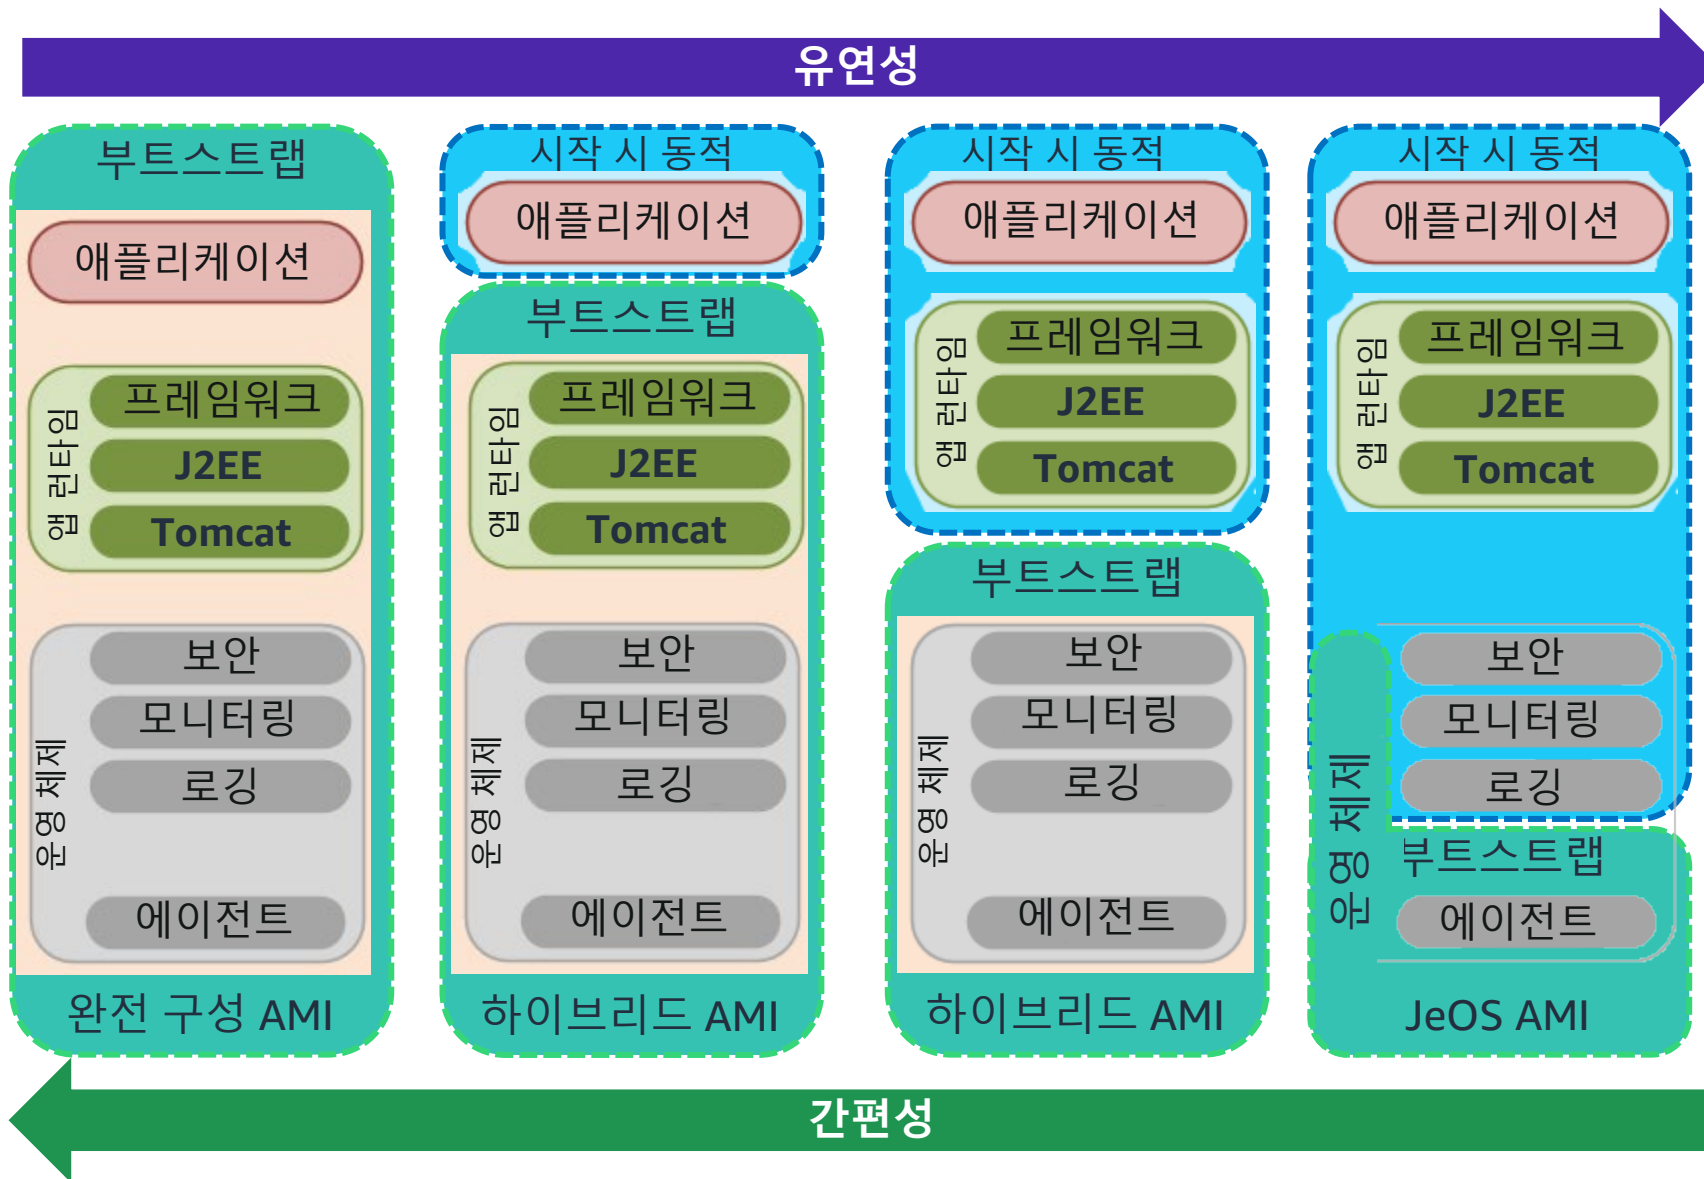 유연성
부트스트랩
애플리케이션
앱 런타임
프레임워크
J2EE
Tomcat
운영 체제
보안
모니터링
로깅
에이전트
완전 구성 AMI
시작 시 동적
애플리케이션
부트스트랩
앱 런타임
프레임워크
J2EE
Tomcat
운영 체제
보안
모니터링
로깅
에이전트
하이브리드 AMI
시작 시 동적
애플리케이션
앱 런타임
프레임워크
J2EE
Tomcat
부트스트랩
운영 체제
보안
모니터링
로깅
에이전트
하이브리드 AMI
시작 시 동적
애플리케이션
앱 런타임
프레임워크
J2EE
Tomcat
운영 체제
보안
모니터링
로깅
부트스트랩
에이전트
JeOS AMI
간편성